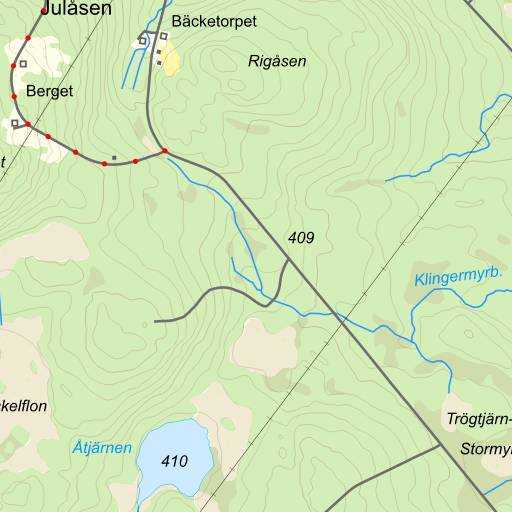 Julåsen
Bäcketorpet
Rigåsen
Berget
t
409
Klingermyrb.
kelflon
Trögtjärn-
Åtjärnen
Stormy
410